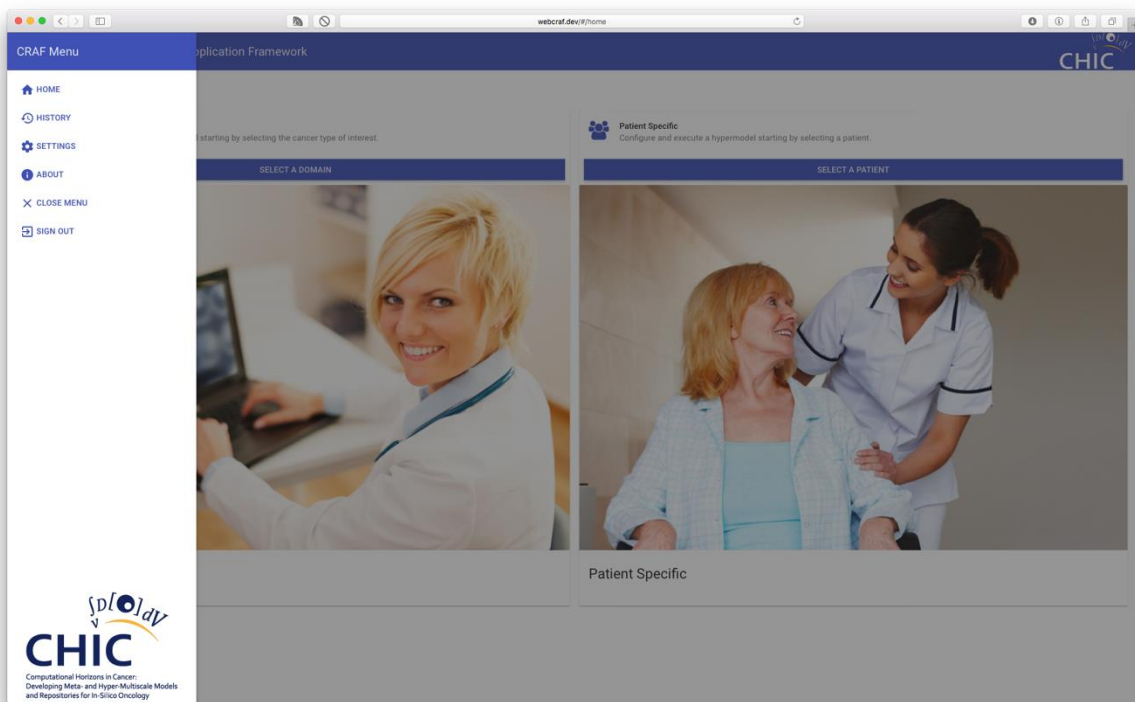 webcraf.dev/#/home
CRAF Menu
plication Framework
CHIC
HOME
HISTORY
SETTINGS
ABOUT
CLOSE MENU
SIGN OUT
starting by selecting the cancer type of interest.
SELECT A DOMAIN
Patient Specific
Configure and execute a hypermodel starting by selecting a patient.
SELECT A PATIENT
Patient Specific
CHIC
Computational Horizons in Cancer:
Developing Meta- and Hyper-Multiscale Models
and Repositories for In-Silico Oncology